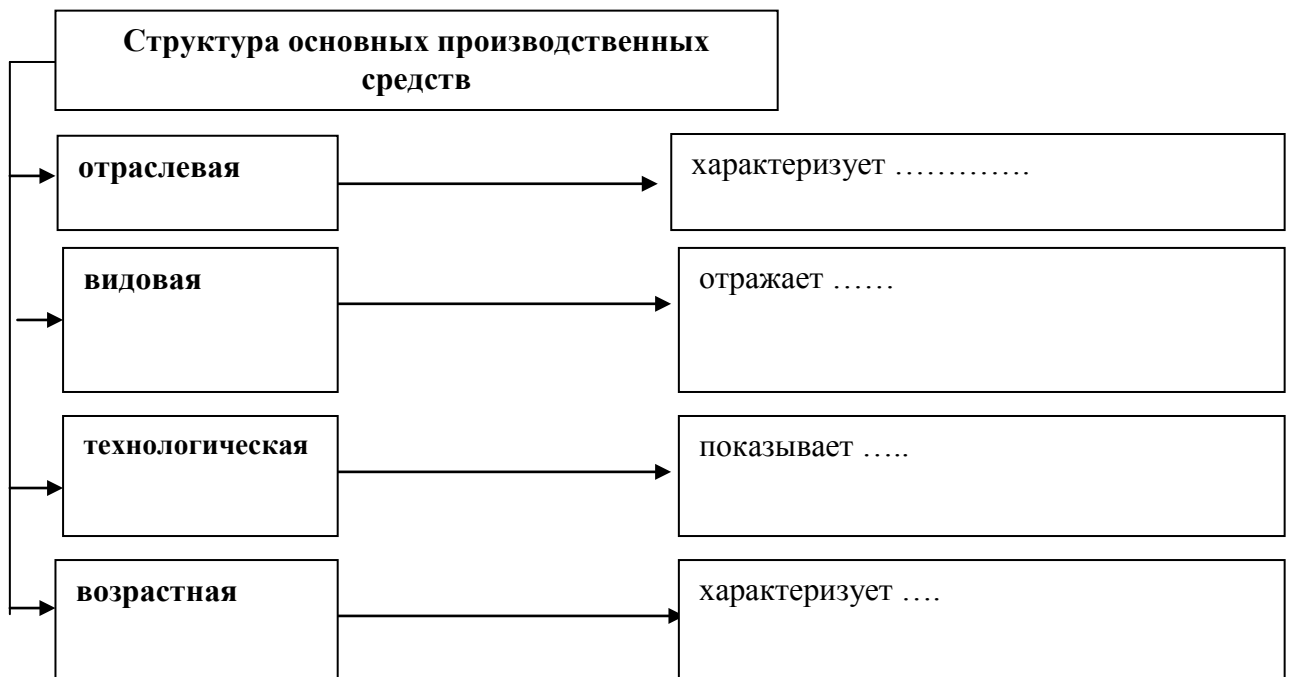 Структура основных производственных
средств
отраслевая
характеризует ………….
видовая
отражает ……
технологическая
показывает …..
возрастная
характеризует ….